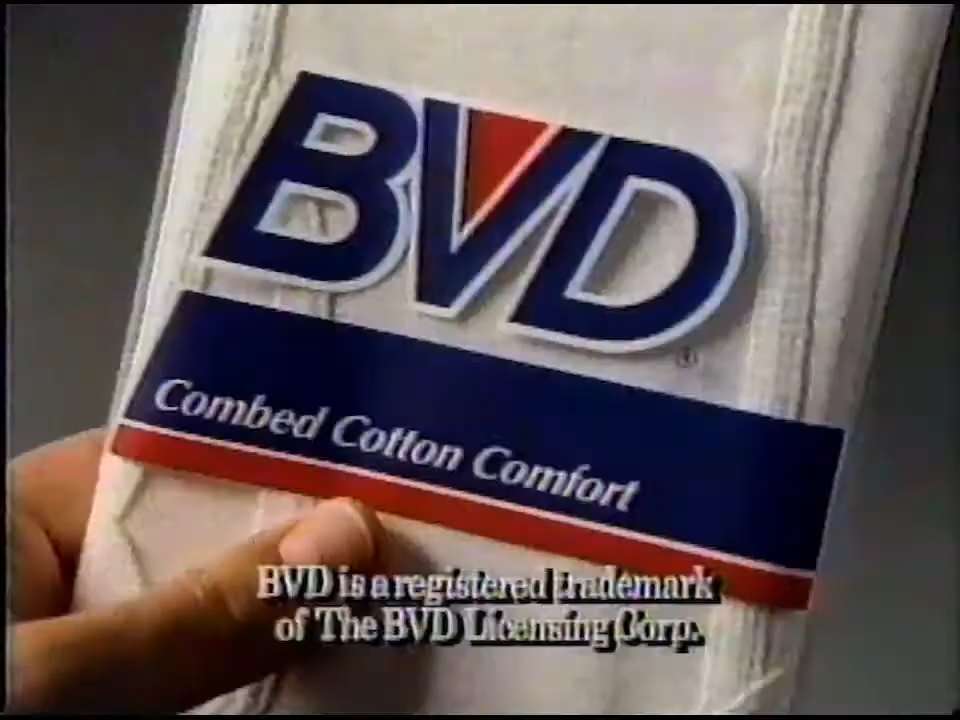 BVD®
Combed Cotton Comfort
BVD is a registered trademark
of The BVD Licensing Corp.